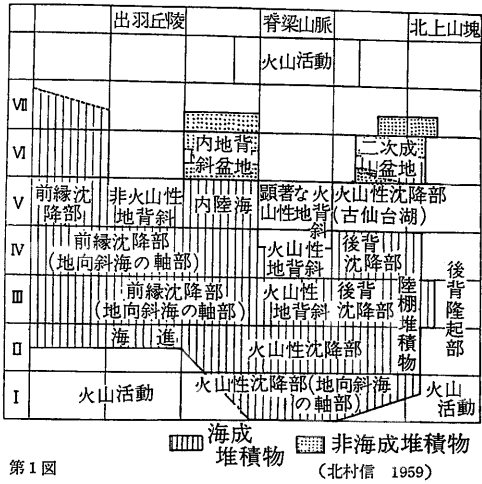 出羽丘陵 脊梁山脈 北上山塊
火山活動
Ⅶ
Ⅵ 内地背 二次成
斜盆地 山盆地
Ⅴ 前縁沈 非火山性 内陸海 顕著な火 火山性沈降部
降部 地背斜 山性地背斜 (古仙台湖)
Ⅳ 前縁沈降部 火山性 後背
(地向斜海の軸部) 地背斜 沈降部
Ⅲ 前縁沈降部 火山性 後背 陸棚堆積物 後背隆起部
(地向斜海の軸部) 地背斜 沈降部
Ⅱ 海進 火山性沈降部
Ⅰ 火山活動 火山性沈降部(地向斜海 火山
の軸部) 活動
海成 非海成堆積物
堆積物
第1図 (北村信 1959)